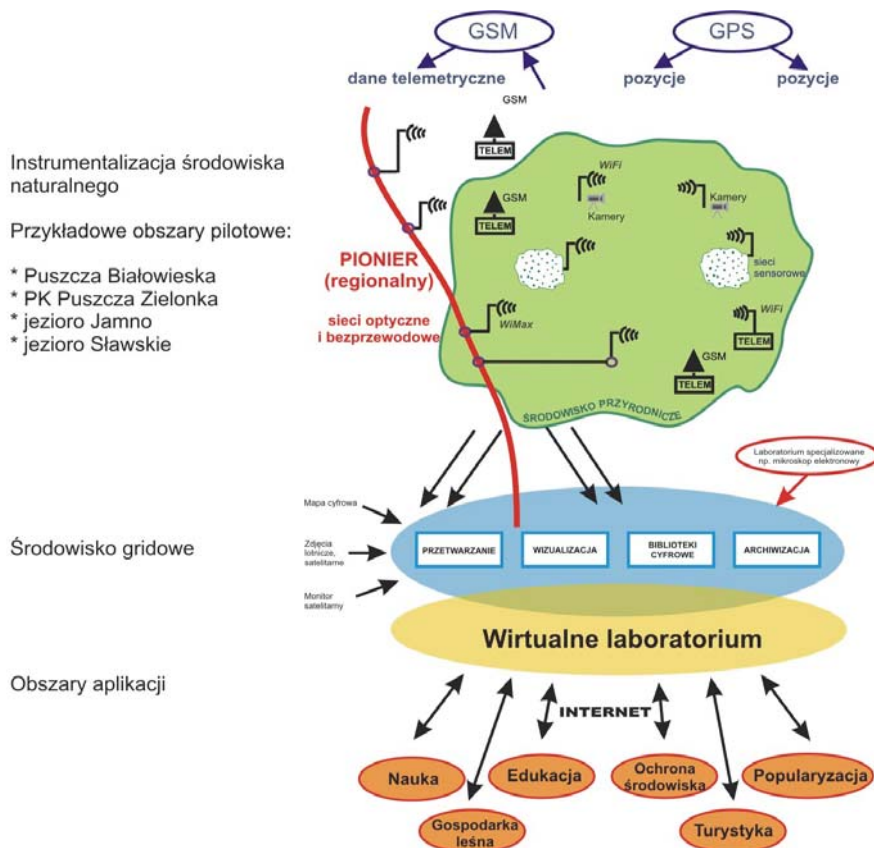 GSM
GPS
dane telemetryczne
pozycje
pozycje
GSM
TELEM
Instrumentalizacja środowiska
naturalnego
Przykładowe obszary pilotowe:
* Puszcza Białowieska
* PK Puszcza Zielonka
* jezioro Jamno
* jezioro Sławskie
WiFi
Kamery
GSM
TELEM
Kamery
PIONIER
(regionalny)
sieci
sensorowe
sieci optyczne
i bezprzewodowe
WiMax
WiFi
TELEM
GSM
TELEM
ŚRODOWISKO PRZYRODNICZE
Laboratorium specjalizowane
np. mikroskop elektronowy
Mapa cyfrowa
Środowisko gridowe
Zdjęcia
lotnicze,
satelitarne
Monitor
satelitarny
PRZETWARZANIE
WIZUALIZACJA
BIBLIOTEKI
CYFROWE
ARCHIWIZACJA
Wirtualne laboratorium
Obszary aplikacji
INTERNET
Nauka
Edukacja
Ochrona
środowiska
Popularyzacja
Gospodarka
leśna
Turystyka